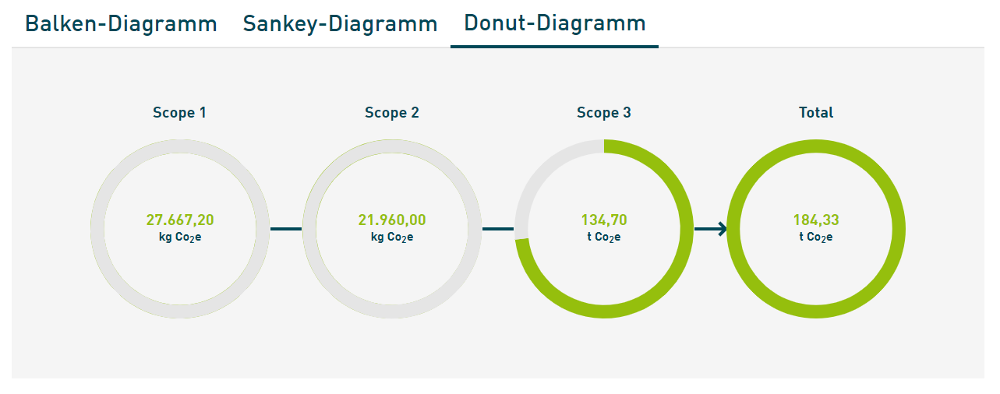 Balken-Diagramm Sankey-Diagramm Donut-Diagramm
Scope 1 Scope 2 Scope 3 Total
27.667,20 21.960,00 134,70 184,33
kg Co₂e kg Co₂e t Co₂e t Co₂e